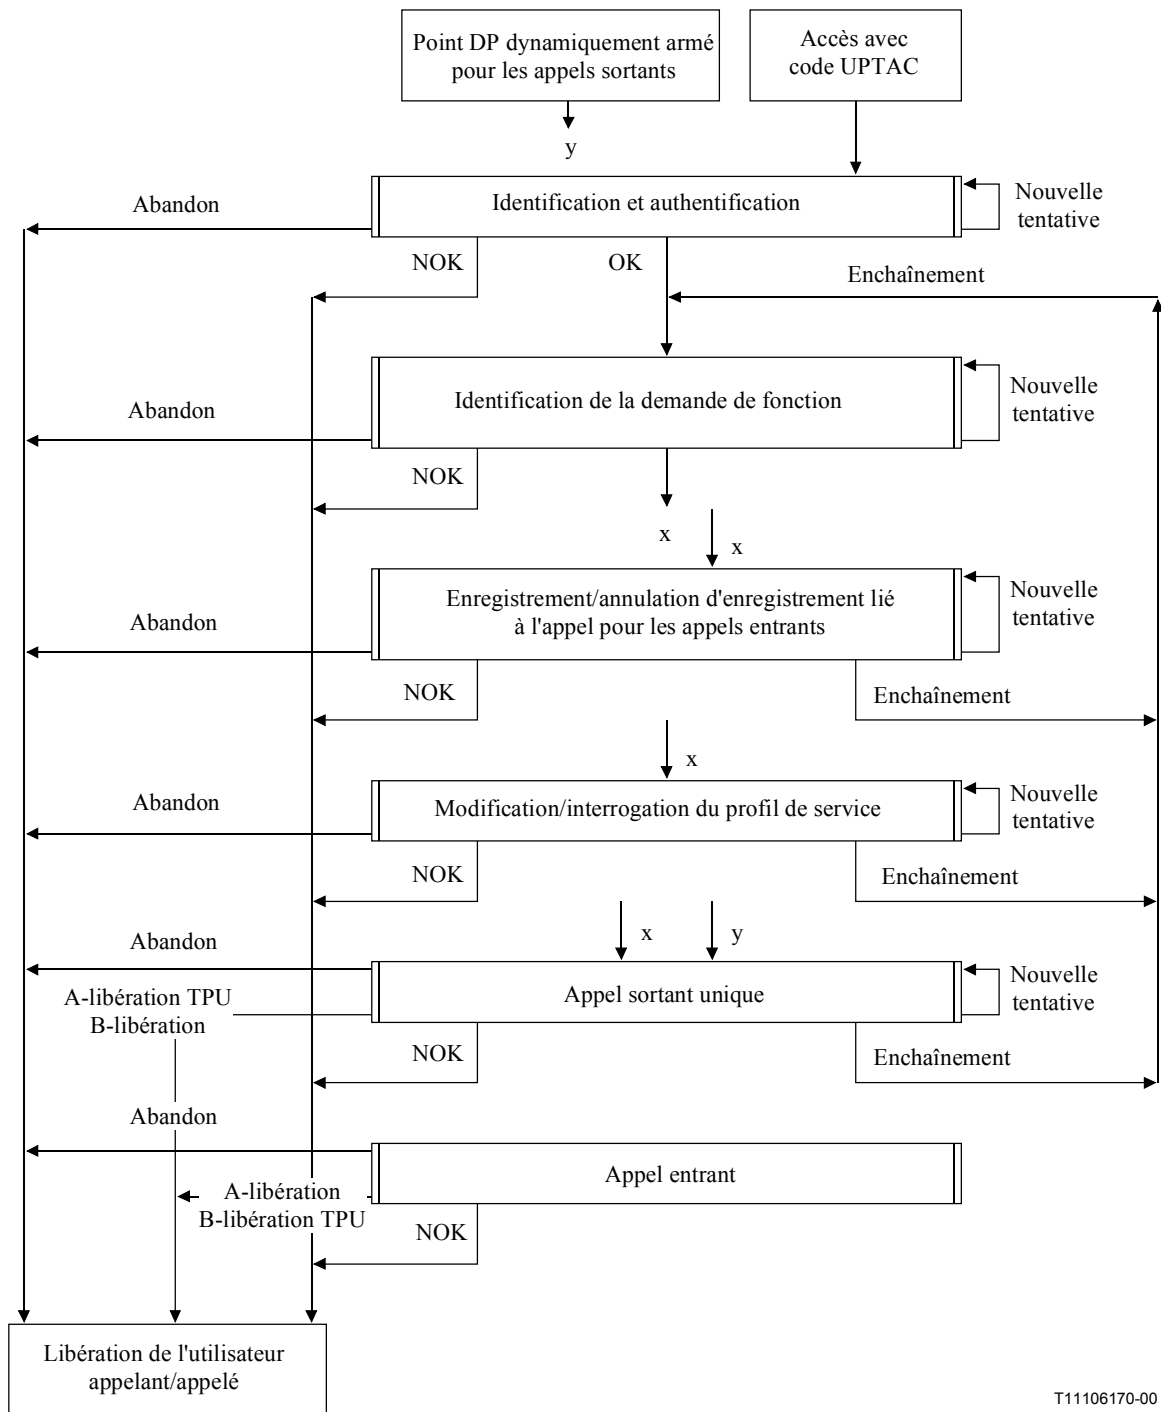 Point DP dynamiquement armé
pour les appels sortants
Accès avec
code UPTAC
y
Identification et authentification
Abandon
Nouvelle
tentative
NOK
OK
Enchaînement
Identification de la demande de fonction
Abandon
Nouvelle
tentative
NOK
x
x
Enregistrement/annulation d'enregistrement lié
à l'appel pour les appels entrants
Abandon
Nouvelle
tentative
NOK
Enchaînement
x
Modification/interrogation du profil de service
Abandon
Nouvelle
tentative
NOK
Enchaînement
x
y
Abandon
Appel sortant unique
Nouvelle
tentative
A-libération TPU
B-libération
NOK
Enchaînement
Abandon
Appel entrant
A-libération
B-libération TPU
NOK
Libération de l'utilisateur
appelant/appelé
T11106170-00